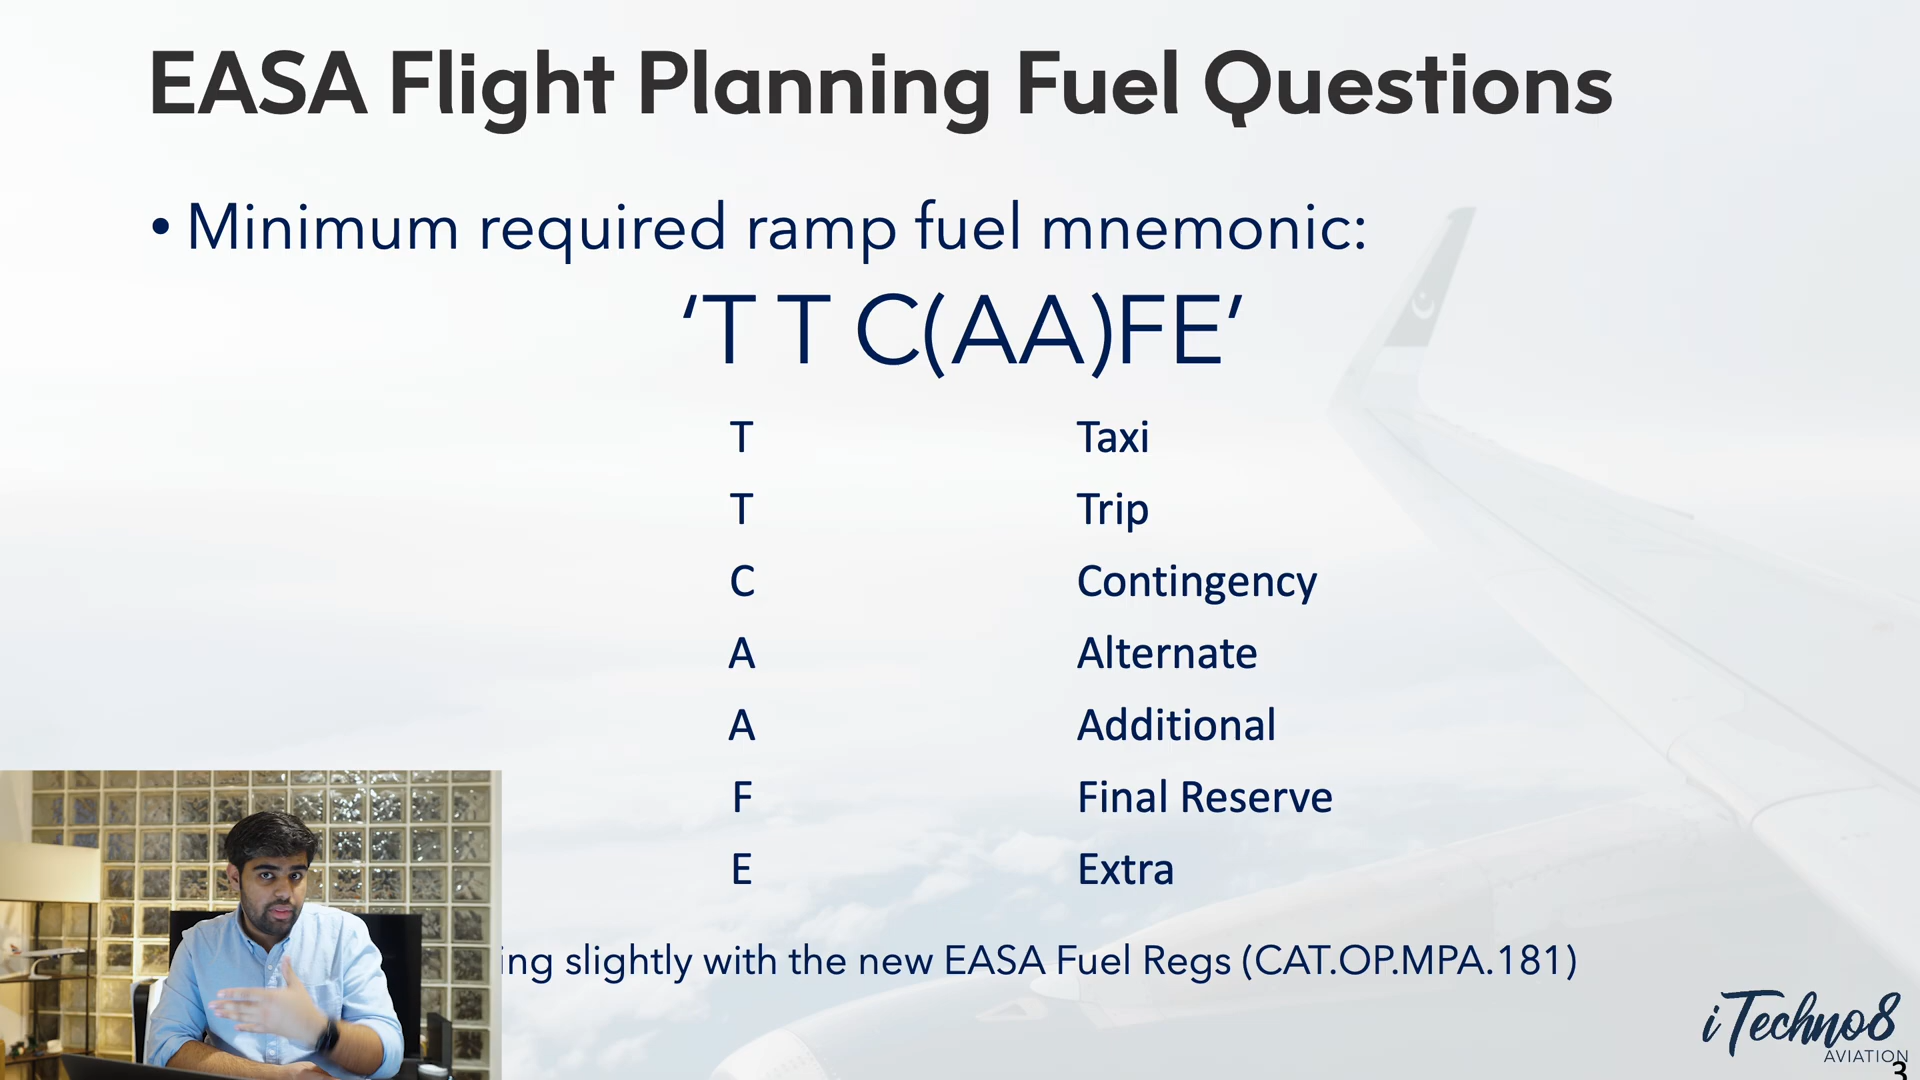 EASA Flight Planning Fuel Questions
• Minimum required ramp fuel mnemonic:
‘T T C(AA)FE’
T Taxi
T Trip
C Contingency
A Alternate
A Additional
F Final Reserve
E Extra
ing slightly with the new EASA Fuel Regs (CAT.OP.MPA.181)
iTechno8
AVIATION
3